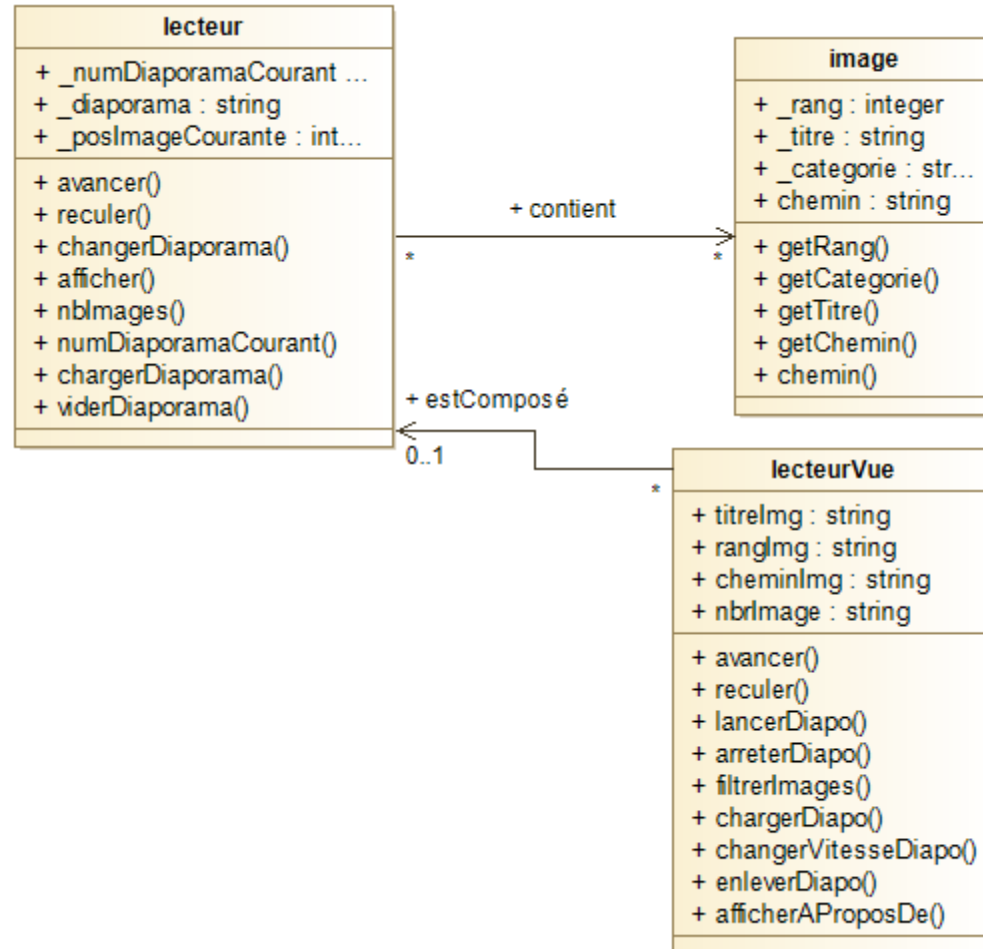 lecteur
+ _numDiaporamaCourant ...
+ _diaporama : string
+ _posImageCourante : int...
+ avancer()
+ reculer()
+ changerDiaporama()
+ afficher()
+ nbImages()
+ numDiaporamaCourant()
+ chargerDiaporama()
+ viderDiaporama()
+ contient
*
*
image
+ _rang : integer
+ _titre : string
+ _categorie : str...
+ chemin : string
+ getRang()
+ getCategorie()
+ getTitre()
+ getChemin()
+ chemin()
+ estComposé
0..1
*
lecteurVue
+ titreImg : string
+ rangImg : string
+ cheminImg : string
+ nbrImage : string
+ avancer()
+ reculer()
+ lancerDiapo()
+ arreterDiapo()
+ filtrerImages()
+ chargerDiapo()
+ changerVitesseDiapo()
+ enleverDiapo()
+ afficherAProposDe()